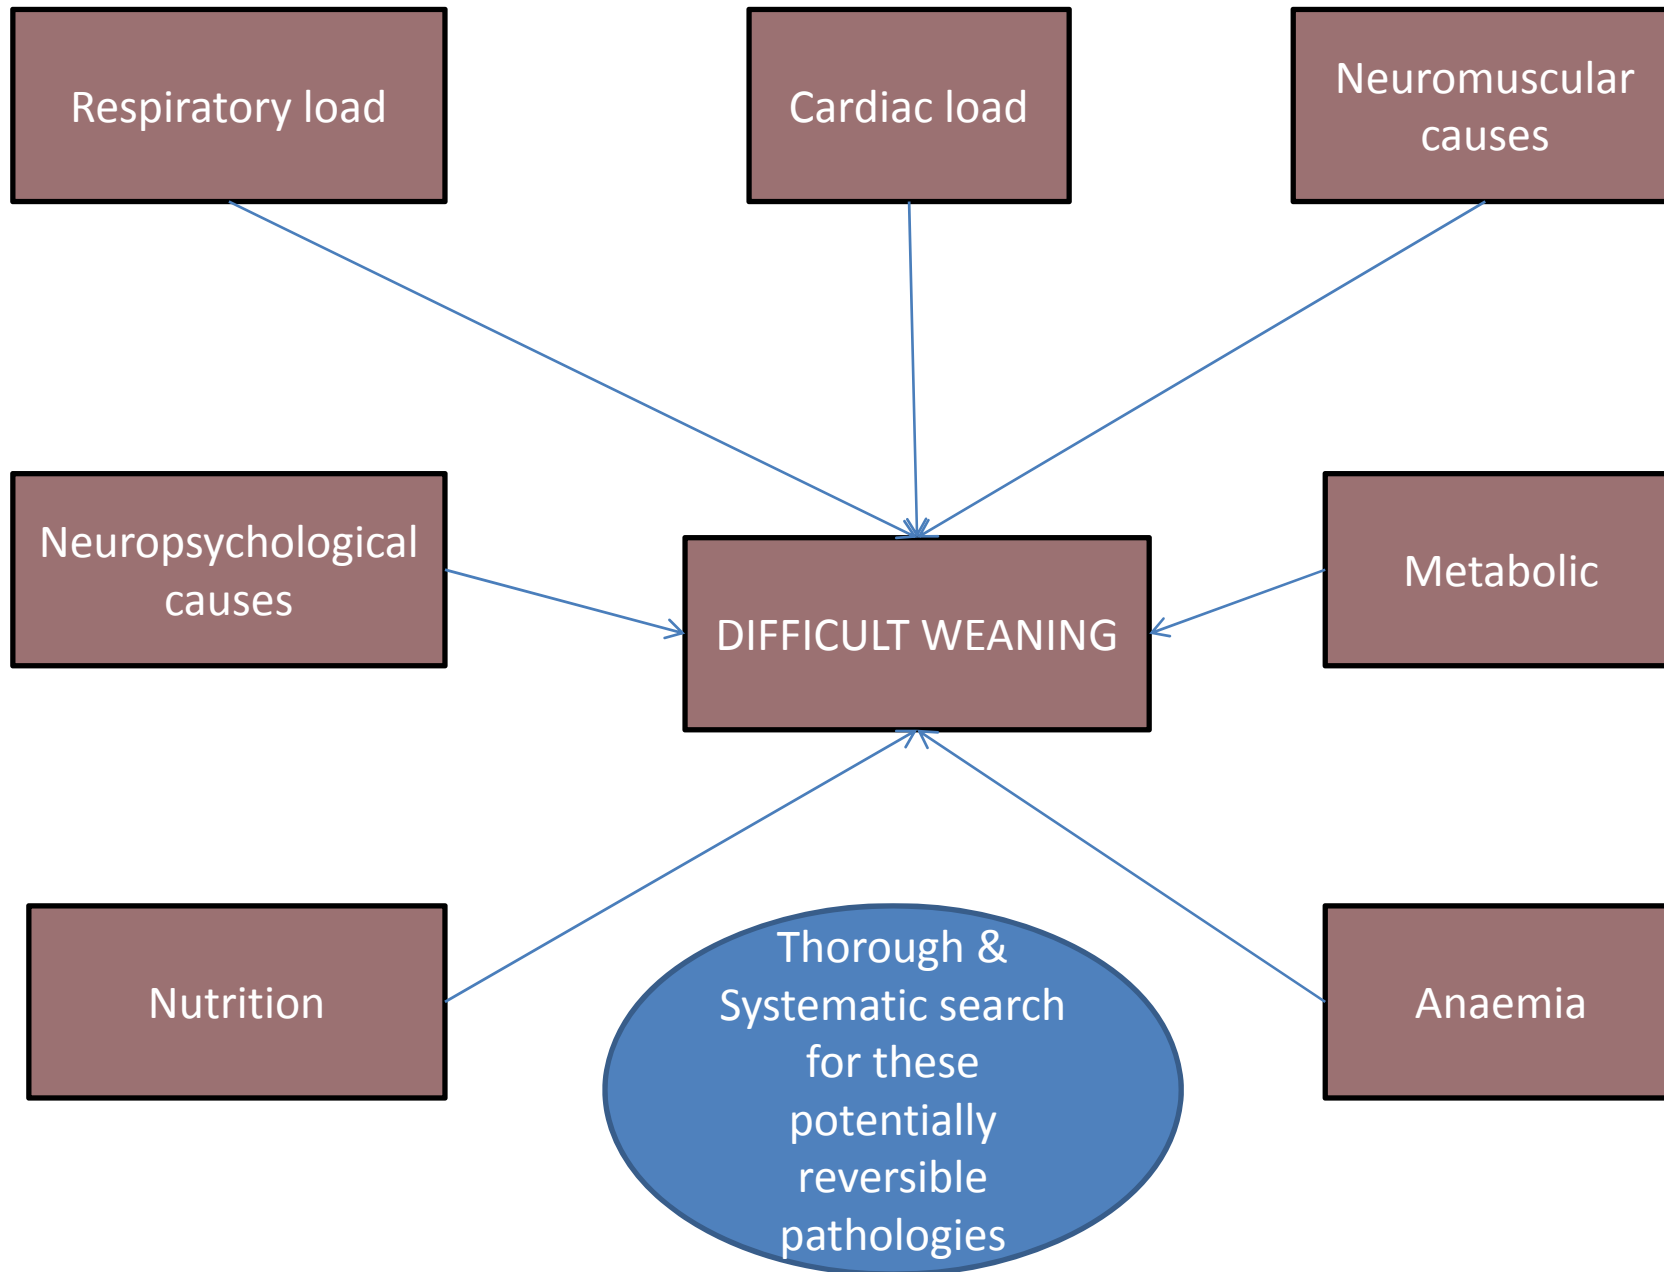 Respiratory load
Cardiac load
Neuromuscular
causes
Neuropsychological
causes
DIFFICULT WEANING
Metabolic
Nutrition
Thorough &
Systematic search
for these
potentially
reversible
pathologies
Anaemia